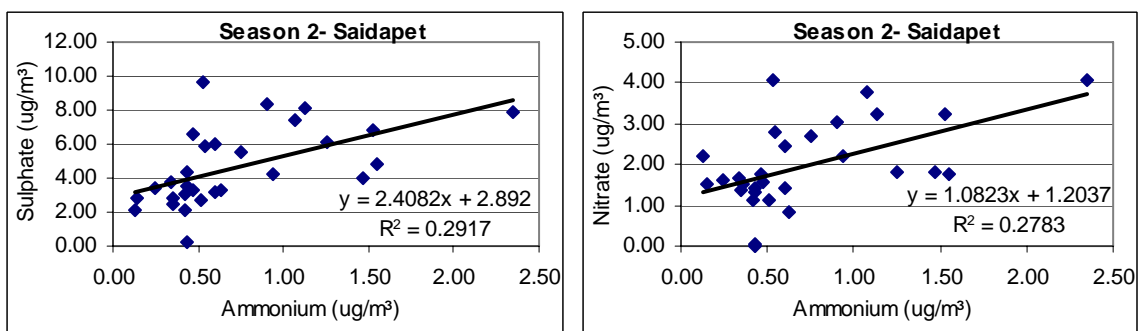 Season 2- Saidapet
12.00
10.00
8.00
6.00
4.00
2.00
0.00
Sulphate (ug/m³)
y = 2.4082x + 2.892
R² = 0.2917
0.00 0.50 1.00 1.50 2.00 2.50
Ammonium (ug/m³)
Season 2- Saidapet
5.00
4.00
3.00
2.00
1.00
0.00
Nitrate (ug/m³)
y = 1.0823x + 1.2037
R² = 0.2783
0.00 0.50 1.00 1.50 2.00 2.50
Ammonium (ug/m³)